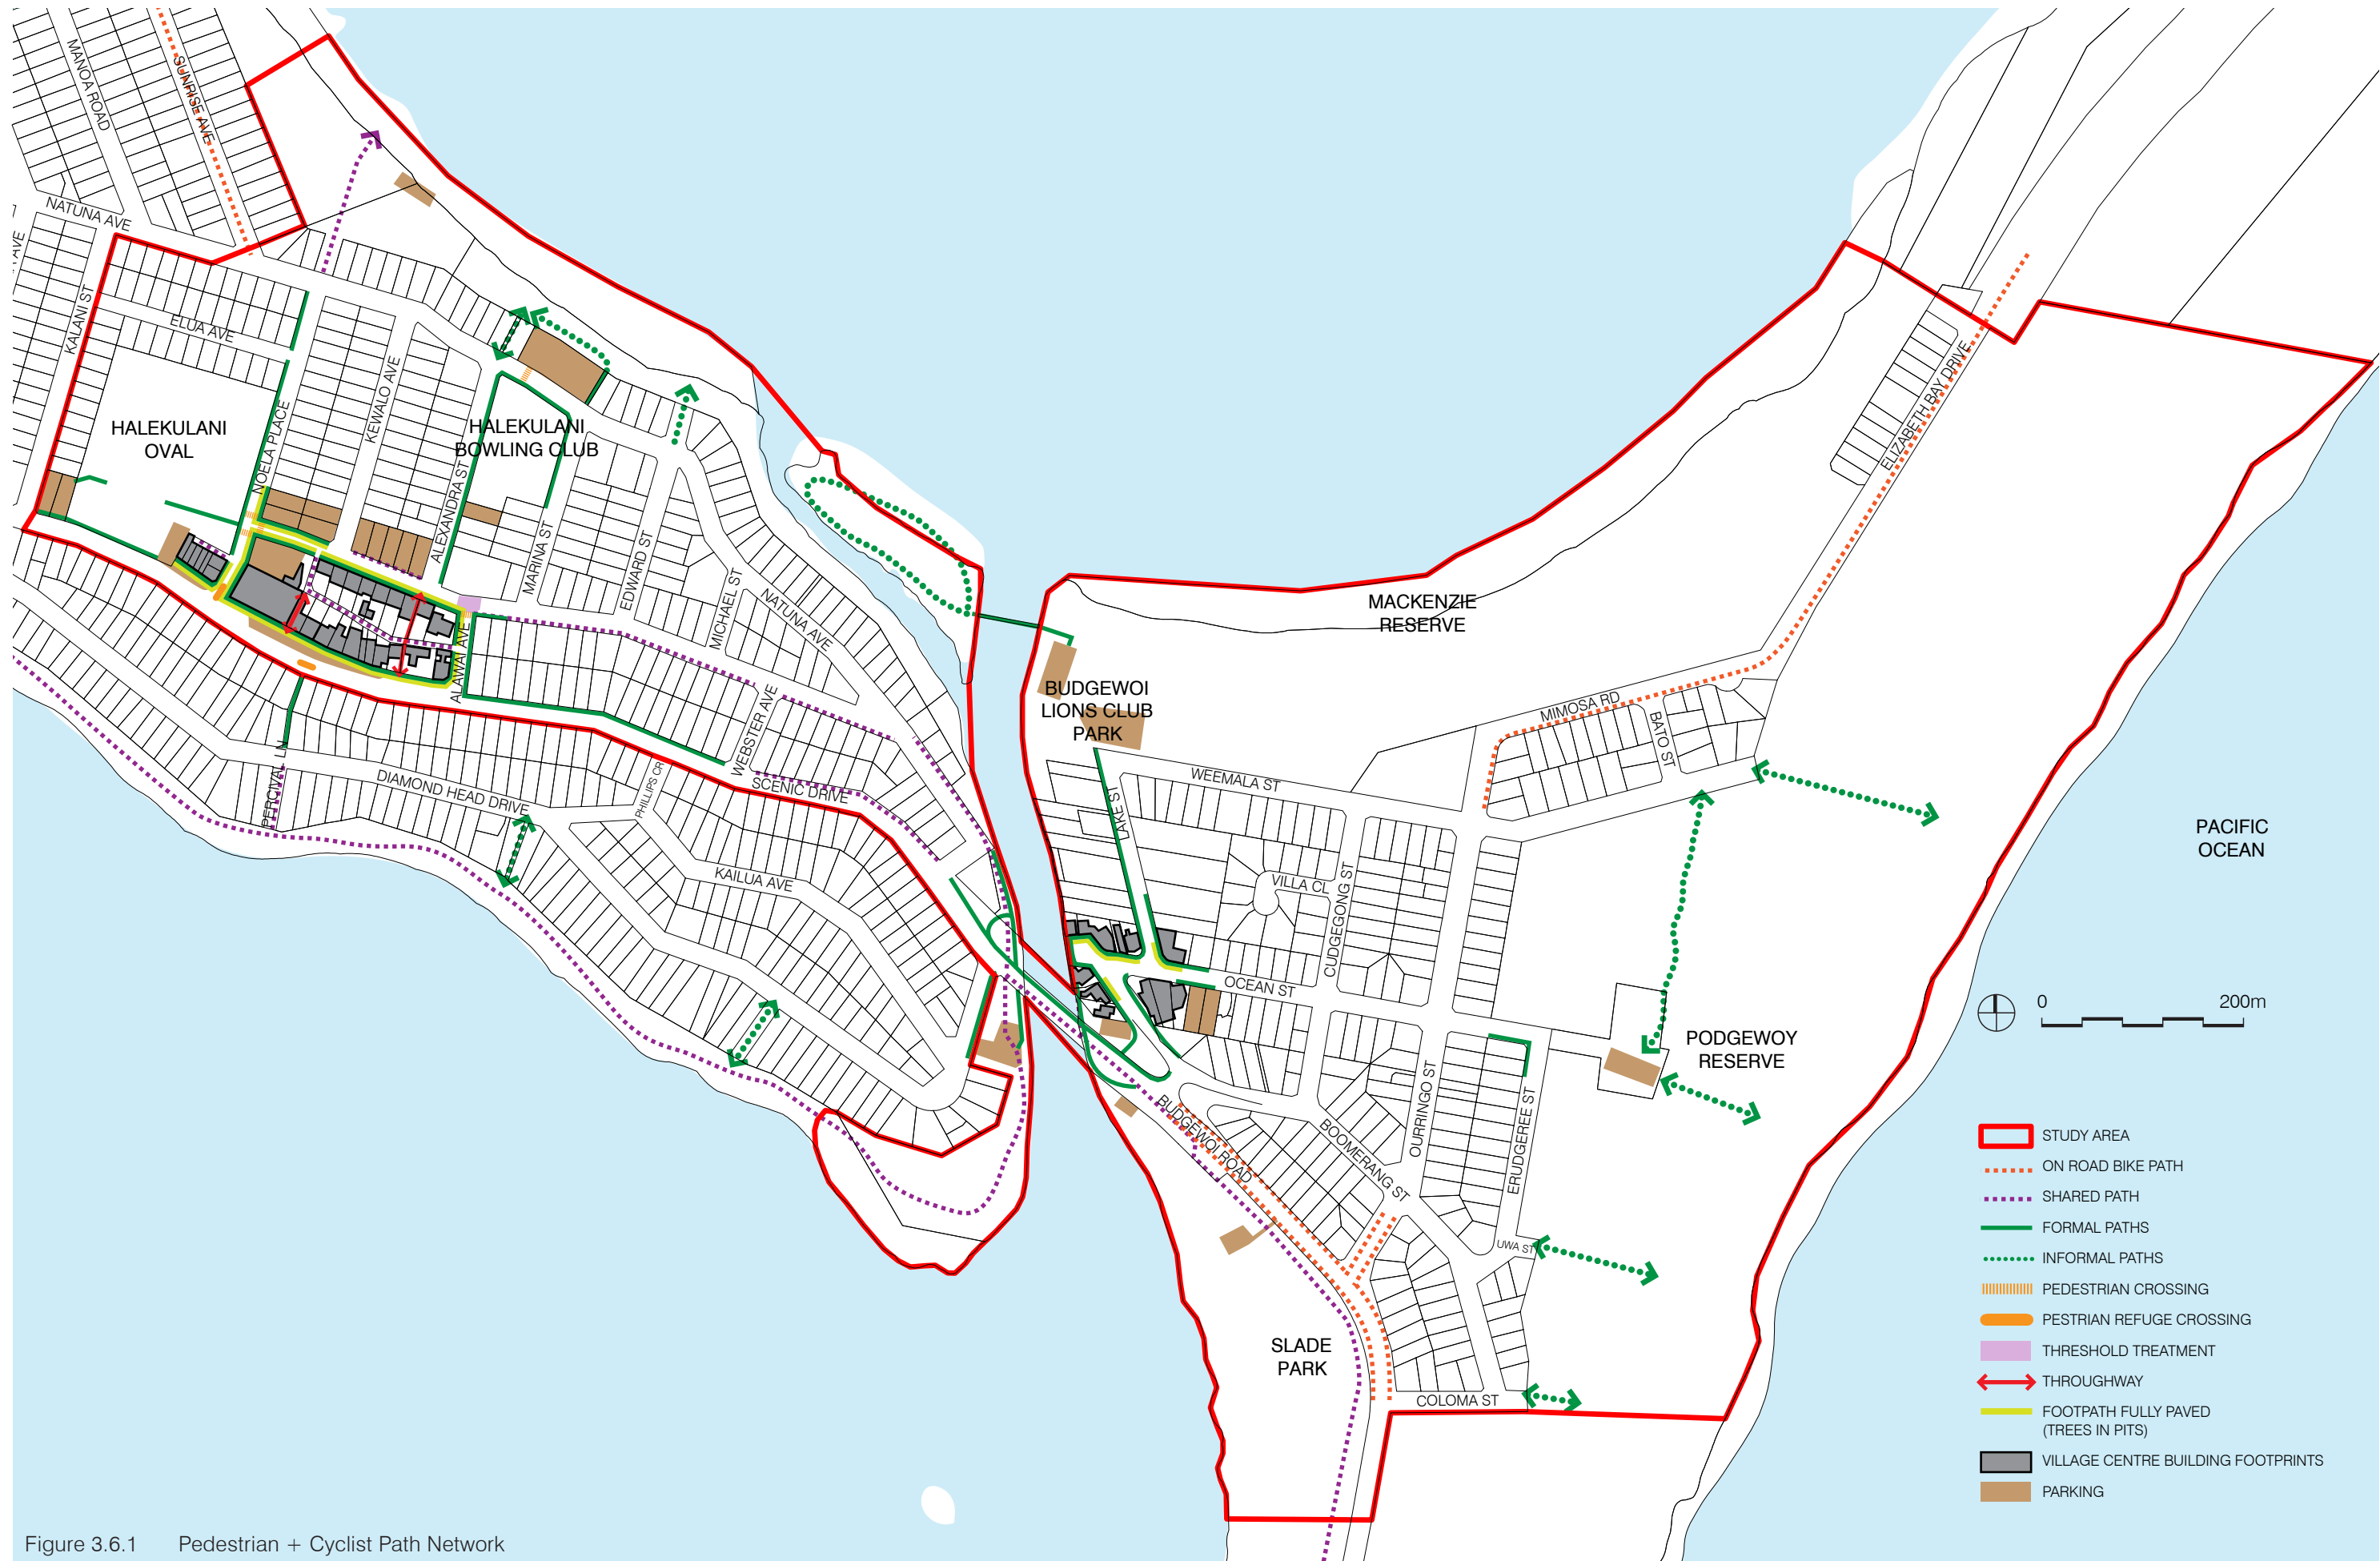 MANOA ROAD
SUNRISE AVE
NATUNA AVE
AVE
KALANI ST
ELUA AVE
HALEKULANI
OVAL
NOELA PLACE
KEWALO AVE
ALEXANDRA ST
HALEKULANI
BOWLING CLUB
MARINA ST
EDWARD ST
MICHAEL ST
NATUNA AVE
ALAWAI AVE
WEBSTER AVE
SCENIC DRIVE
PERCIVAL LN
DIAMOND HEAD DRIVE
PHILLIPS CR
KAILUA AVE
MACKENZIE
RESERVE
BUDGEWOI
LIONS CLUB
PARK
ELIZABETH BAY DRIVE
MIMOSA RD
BATO ST
WEEMALA ST
LAKE ST
VILLA CL
CUDGEGONG ST
OCEAN ST
PACIFIC
OCEAN
0 200m
PODGEWOY
RESERVE
OURRINGO ST
ERUDGEREE ST
BUDGEWOI ROAD
BOOMERANG ST
UWA ST
SLADE
PARK
COLOMA ST
STUDY AREA
ON ROAD BIKE PATH
SHARED PATH
FORMAL PATHS
INFORMAL PATHS
PEDESTRIAN CROSSING
PESTRIAN REFUGE CROSSING
THRESHOLD TREATMENT
THROUGHWAY
FOOTPATH FULLY PAVED
(TREES IN PITS)
VILLAGE CENTRE BUILDING FOOTPRINTS
PARKING
Figure 3.6.1 Pedestrian + Cyclist Path Network